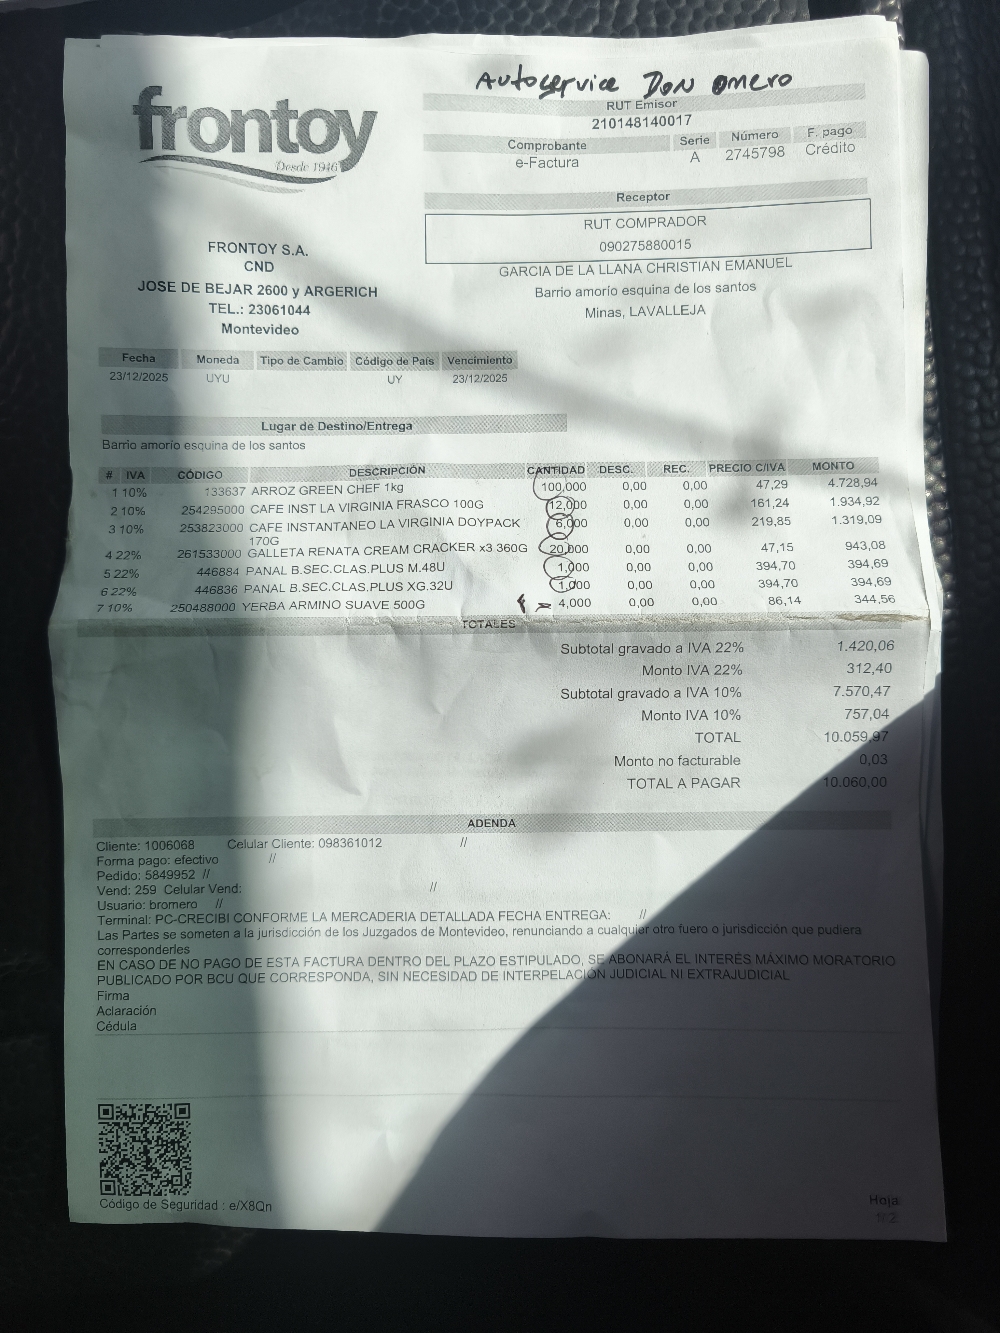 Autoservice Don Omero
frontoy
Desde 1946
RUT Emisor
210148140017
Comprobante Serie Número F. pago
e-Factura A 2745798 Crédito
Receptor
RUT COMPRADOR
090275880015
GARCIA DE LA LLANA CHRISTIAN EMANUEL
Barrio amorío esquina de los santos
Minas, LAVALLEJA
FRONTOY S.A.
CND
JOSE DE BEJAR 2600 y ARGERICH
TEL.: 23061044
Montevideo
Fecha Moneda Tipo de Cambio Código de País Vencimiento
23/12/2025 UYU UY 23/12/2025
Lugar de Destino/Entrega
Barrio amorío esquina de los santos
# IVA CÓDIGO DESCRIPCIÓN CANTIDAD DESC. REC. PRECIO C/IVA MONTO
1 10% 133637 ARROZ GREEN CHEF 1kg 100,000 0,00 0,00 47,29 4.728,94
2 10% 254295000 CAFE INST LA VIRGINIA FRASCO 100G 12,000 0,00 0,00 161,24 1.934,92
3 10% 253823000 CAFE INSTANTANEO LA VIRGINIA DOYPACK 6,000 0,00 0,00 219,85 1.319,09
170G
4 22% 261533000 GALLETA RENATA CREAM CRACKER x3 360G 20,000 0,00 0,00 47,15 943,08
5 22% 446884 PANAL B.SEC.CLAS.PLUS M.48U 1,000 0,00 0,00 394,70 394,69
6 22% 446836 PANAL B.SEC.CLAS.PLUS XG.32U 1,000 0,00 0,00 394,70 394,69
7 10% 250488000 YERBA ARMINO SUAVE 500G 4,000 0,00 0,00 86,14 344,56
TOTALES
Subtotal gravado a IVA 22% 1.420,06
Monto IVA 22% 312,40
Subtotal gravado a IVA 10% 7.570,47
Monto IVA 10% 757,04
TOTAL 10.059,97
Monto no facturable 0,03
TOTAL A PAGAR 10.060,00
ADENDA
Cliente: 1006068 Celular Cliente: 098361012 //
Forma pago: efectivo //
Pedido: 5849952 //
Vend: 259 Celular Vend: //
Usuario: bromero //
Terminal: PC-CRECIBI CONFORME LA MERCADERIA DETALLADA FECHA ENTREGA: //
Las Partes se someten a la jurisdicción de los Juzgados de Montevideo, renunciando a cualquier otro fuero o jurisdicción que pudiera
corresponderles
EN CASO DE NO PAGO DE ESTA FACTURA DENTRO DEL PLAZO ESTIPULADO, SE ABONARÁ EL INTERÉS MÁXIMO MORATORIO
PUBLICADO POR BCU QUE CORRESPONDA, SIN NECESIDAD DE INTERPELACIÓN JUDICIAL NI EXTRAJUDICIAL
Firma
Aclaración
Cédula
Código de Seguridad : e/X8Qn
Hoja